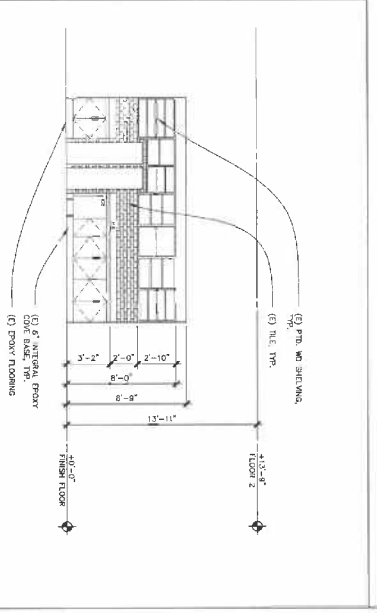 (E) PTD. WD SHELVING,
TYP.
(E) TILE, TYP.
+13'-9"
FLOOR 2
2'-10"
2'-0"
3'-2"
8'-0"
8'-9"
13'-11"
+0'-0"
FINISH FLOOR
(E) 6" INTEGRAL EPOXY
COVE BASE, TYP.
(E) EPOXY FLOORING